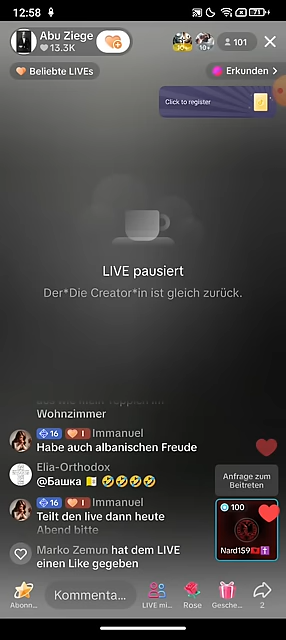 12:58
71
Abu Ziege
13.3K
10+
101
Beliebte LIVEs
Erkunden
Click to register
LIVE pausiert
Der*Die Creator*in ist gleich zurück.
Wohnzimmer
16 I Immanuel
Habe auch albanischen Freude
Elia-Orthodox
@Башка 🇻🇦 🤣🤣🤣🤣
Anfrage zum
Beitreten
16 I Immanuel
Teilt den live dann heute
Abend bitte
100
Nard1S9🇦🇱✝️
Marko Zemun hat dem LIVE
einen Like gegeben
Abonn...
Kommenta...
LIVE mi...
Rose
Gesche...
2